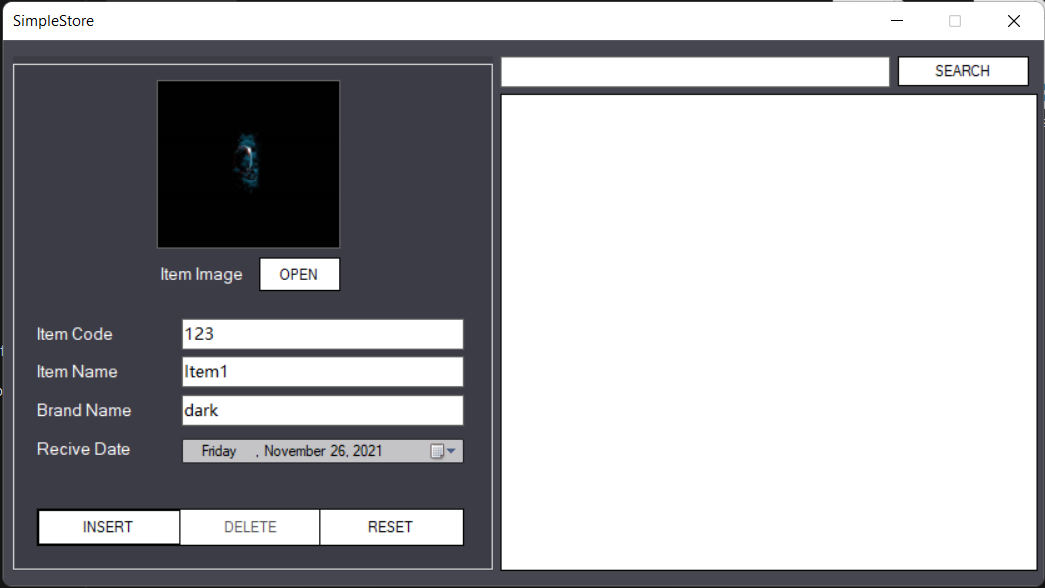 SimpleStore
SEARCH
Item Image
OPEN
Item Code
123
Item Name
Item1
Brand Name
dark
Recive Date
Friday , November 26, 2021
INSERT
DELETE
RESET